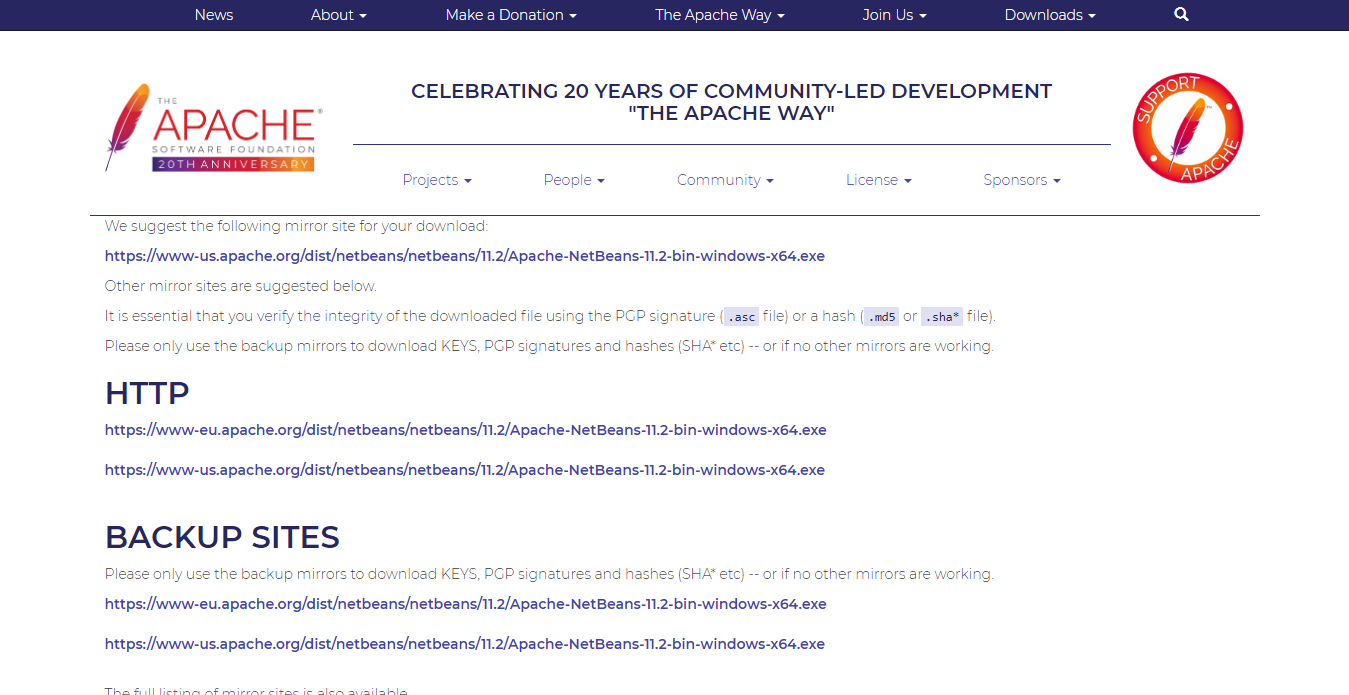 News About Make a Donation The Apache Way Join Us Downloads
CELEBRATING 20 YEARS OF COMMUNITY-LED DEVELOPMENT
"THE APACHE WAY"
THE
APACHE®
SOFTWARE FOUNDATION
20TH ANNIVERSARY
SUPPORT
APACHE
Projects People Community License Sponsors
We suggest the following mirror site for your download:
https://www-us.apache.org/dist/netbeans/netbeans/11.2/Apache-NetBeans-11.2-bin-windows-x64.exe
Other mirror sites are suggested below.
It is essential that you verify the integrity of the downloaded file using the PGP signature ( .asc file) or a hash ( .md5 or .sha* file).
Please only use the backup mirrors to download KEYS, PGP signatures and hashes (SHA* etc) -- or if no other mirrors are working.
HTTP
https://www-eu.apache.org/dist/netbeans/netbeans/11.2/Apache-NetBeans-11.2-bin-windows-x64.exe
https://www-us.apache.org/dist/netbeans/netbeans/11.2/Apache-NetBeans-11.2-bin-windows-x64.exe
BACKUP SITES
Please only use the backup mirrors to download KEYS, PGP signatures and hashes (SHA* etc) -- or if no other mirrors are working.
https://www-eu.apache.org/dist/netbeans/netbeans/11.2/Apache-NetBeans-11.2-bin-windows-x64.exe
https://www-us.apache.org/dist/netbeans/netbeans/11.2/Apache-NetBeans-11.2-bin-windows-x64.exe
The full listing of mirror sites is also available.